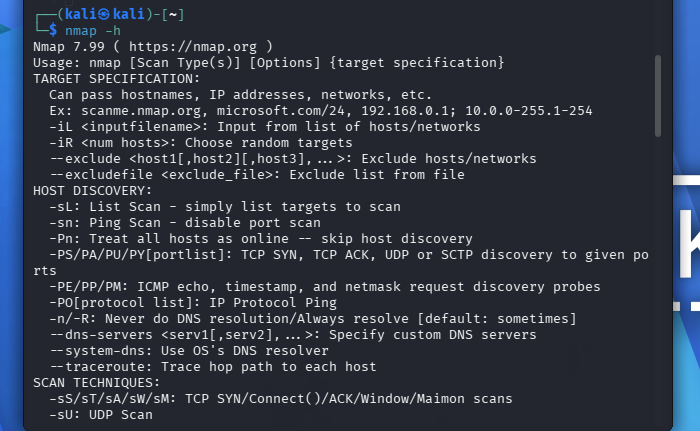 ┌──(kali㉿kali)-[~]
└─$ nmap -h
Nmap 7.99 ( https://nmap.org )
Usage: nmap [Scan Type(s)] [Options] {target specification}
TARGET SPECIFICATION:
  Can pass hostnames, IP addresses, networks, etc.
  Ex: scanme.nmap.org, microsoft.com/24, 192.168.0.1; 10.0.0-255.1-254
  -iL <inputfilename>: Input from list of hosts/networks
  -iR <num hosts>: Choose random targets
  --exclude <host1[,host2][,host3],...>: Exclude hosts/networks
  --excludefile <exclude_file>: Exclude list from file
HOST DISCOVERY:
  -sL: List Scan - simply list targets to scan
  -sn: Ping Scan - disable port scan
  -Pn: Treat all hosts as online -- skip host discovery
  -PS/PA/PU/PY[portlist]: TCP SYN, TCP ACK, UDP or SCTP discovery to given po
rts
  -PE/PP/PM: ICMP echo, timestamp, and netmask request discovery probes
  -PO[protocol list]: IP Protocol Ping
  -n/-R: Never do DNS resolution/Always resolve [default: sometimes]
  --dns-servers <serv1[,serv2],...>: Specify custom DNS servers
  --system-dns: Use OS's DNS resolver
  --traceroute: Trace hop path to each host
SCAN TECHNIQUES:
  -sS/sT/sA/sW/sM: TCP SYN/Connect()/ACK/Window/Maimon scans
  -sU: UDP Scan